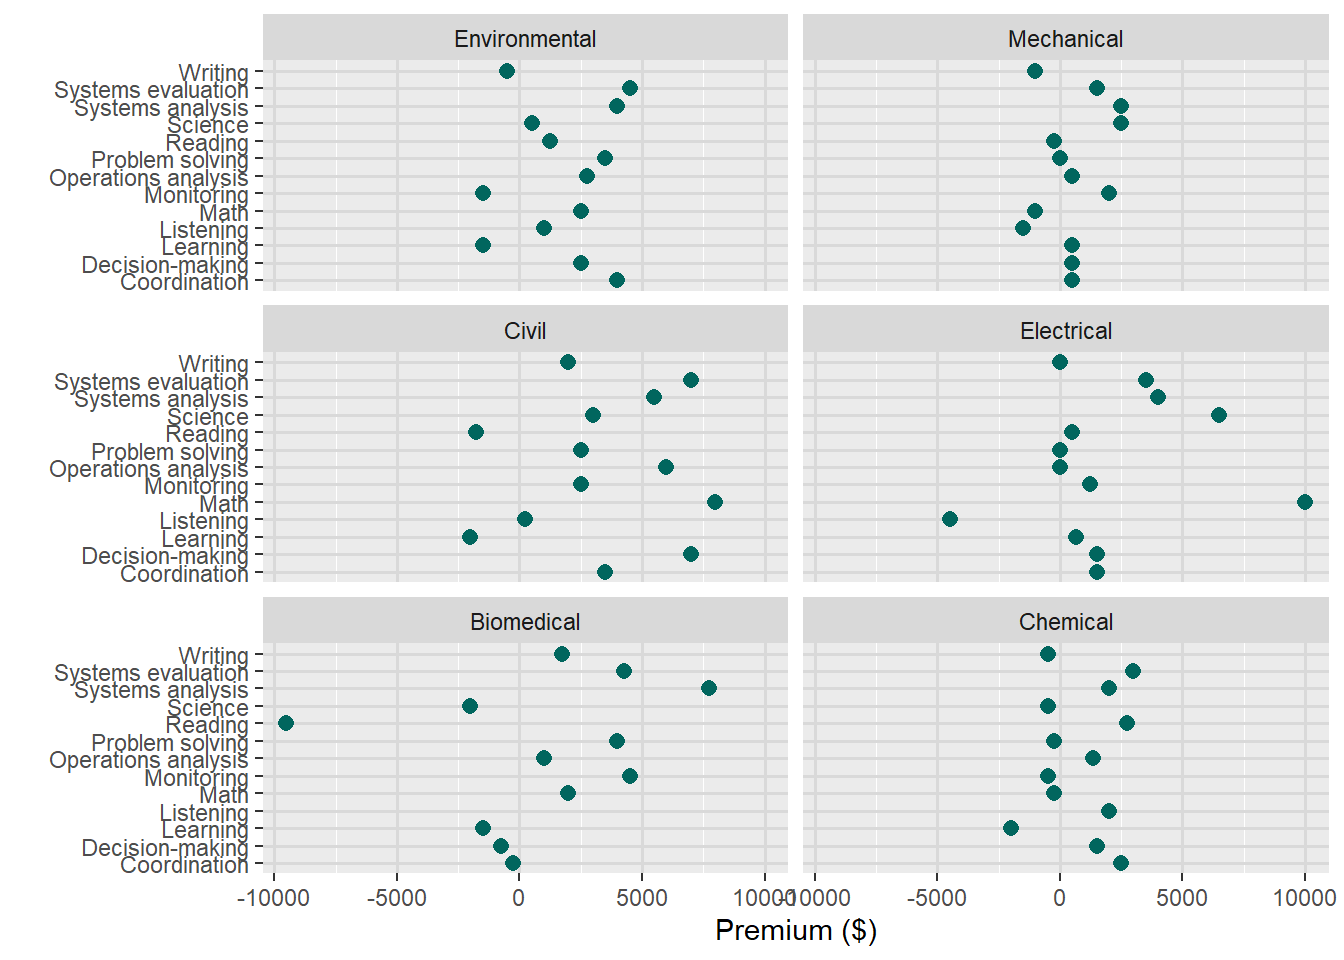 Environmental
Mechanical
Writing
Systems evaluation
Systems analysis
Science
Reading
Problem solving
Operations analysis
Monitoring
Math
Listening
Learning
Decision-making
Coordination
Civil
Electrical
Writing
Systems evaluation
Systems analysis
Science
Reading
Problem solving
Operations analysis
Monitoring
Math
Listening
Learning
Decision-making
Coordination
Biomedical
Chemical
Writing
Systems evaluation
Systems analysis
Science
Reading
Problem solving
Operations analysis
Monitoring
Math
Listening
Learning
Decision-making
Coordination
-10000 -5000 0 5000 10000 -10000 -5000 0 5000 10000
Premium ($)